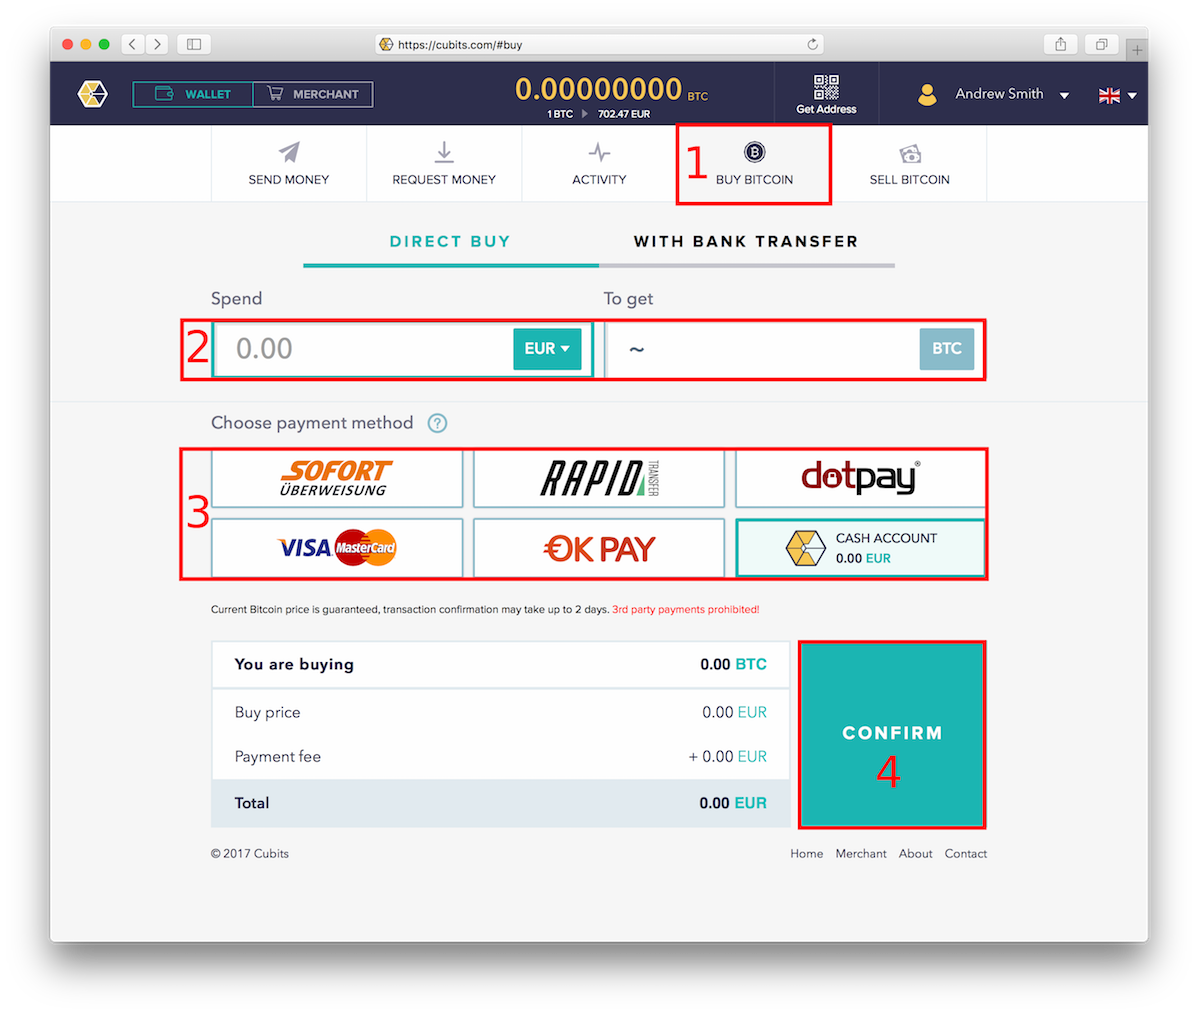 https://cubits.com/#buy
WALLET
MERCHANT
0.00000000 BTC
1 BTC 702.47 EUR
Get Address
Andrew Smith
SEND MONEY
REQUEST MONEY
ACTIVITY
1
BUY BITCOIN
SELL BITCOIN
DIRECT BUY
WITH BANK TRANSFER
Spend
To get
2
0.00
EUR
~
BTC
Choose payment method ?
3
SOFORT
ÜBERWEISUNG
RAPID TRANSFER
dotpay®
VISA MasterCard
OKPAY
CASH ACCOUNT
0.00 EUR
Current Bitcoin price is guaranteed, transaction confirmation may take up to 2 days. 3rd party payments prohibited!
You are buying 0.00 BTC
Buy price 0.00 EUR
Payment fee + 0.00 EUR
Total 0.00 EUR
CONFIRM
4
© 2017 Cubits
Home Merchant About Contact